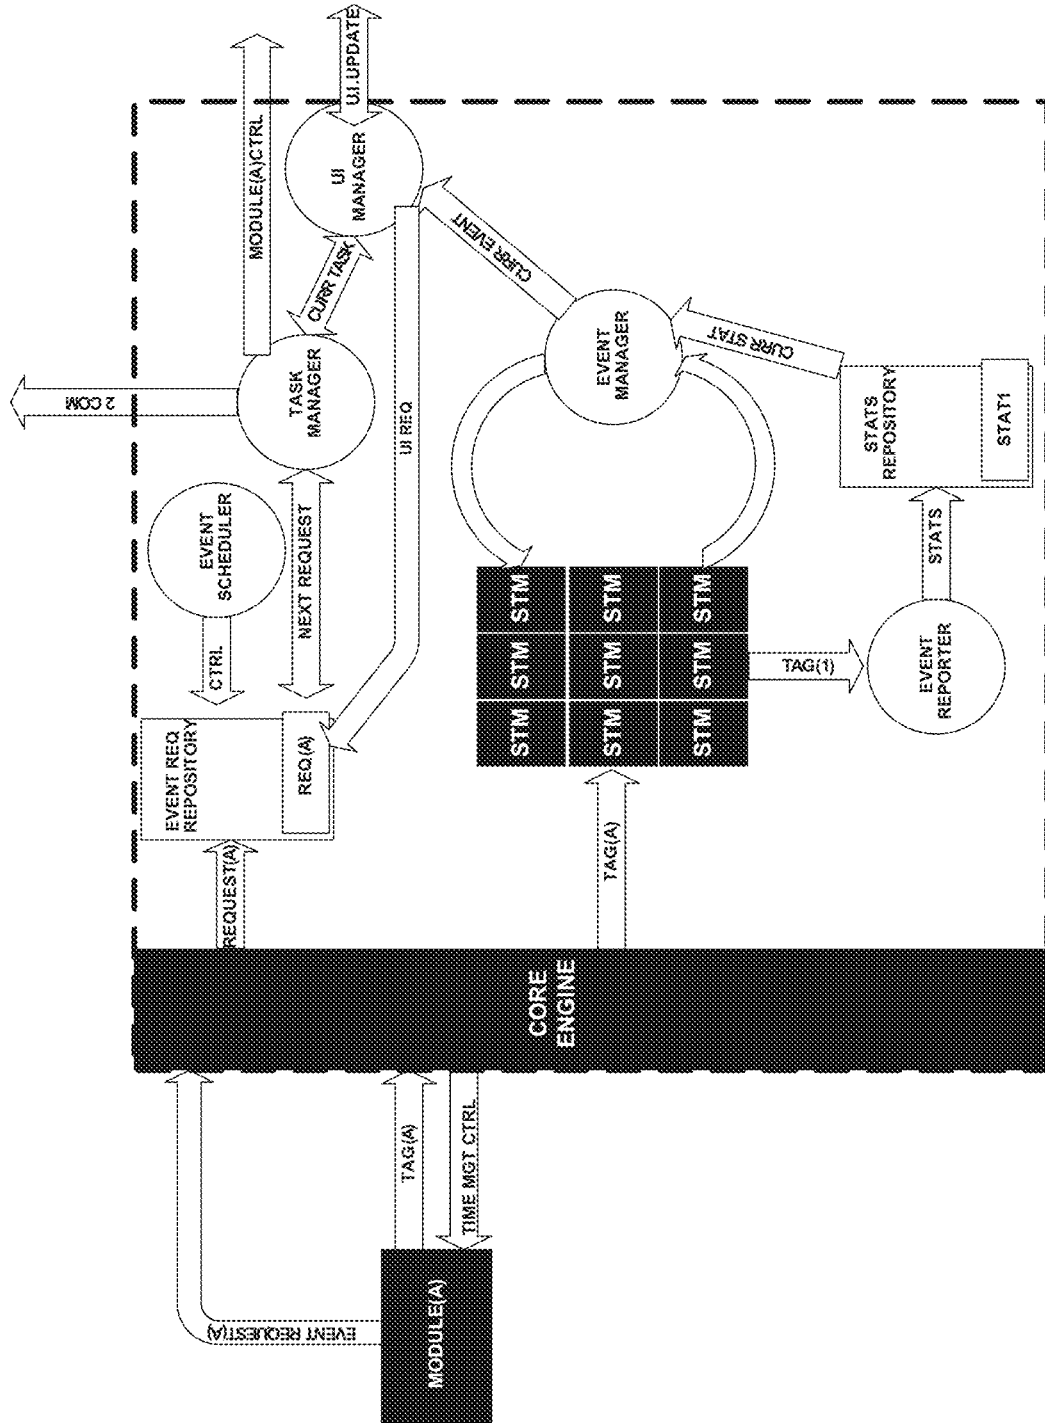 2 COM
EVENT REQ
REPOSITORY
EVENT
SCHEDULER
CTRL
REQUEST(A)
MODULE(A)CTRL
EVENT REQUEST(A)
REQ.(A)
NEXT REQUEST
TASK
MANAGER
CURR TASK
UI
MANAGER
U.I.UPDATE
TAG(A)
UI REQ
MODULE(A)
TIME MGT CTRL
CORE
ENGINE
CURR EVENT
STM STM STM
STM STM STM
STM STM STM
TAG(A)
EVENT
MANAGER
CURR STAT
TAG(1)
EVENT
REPORTER
STATS
STATS
REPOSITORY
STAT1